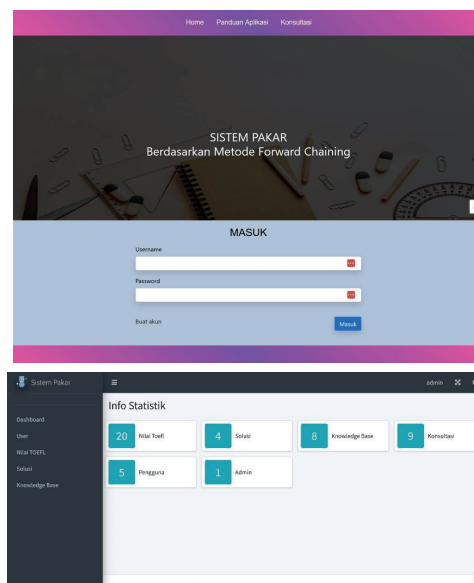 Home Panduan Aplikasi Konsultasi
SISTEM PAKAR
Berdasarkan Metode Forward Chaining
MASUK
Username
Password
Buat akun Masuk
Sistem Pakar admin
Info Statistik
Dashboard
User
Nilai TOEFL
Solusi
Knowledge Base
20 Nilai Toefl 4 Solusi 8 Knowledge Base 9 Konsultasi
5 Pengguna 1 Admin